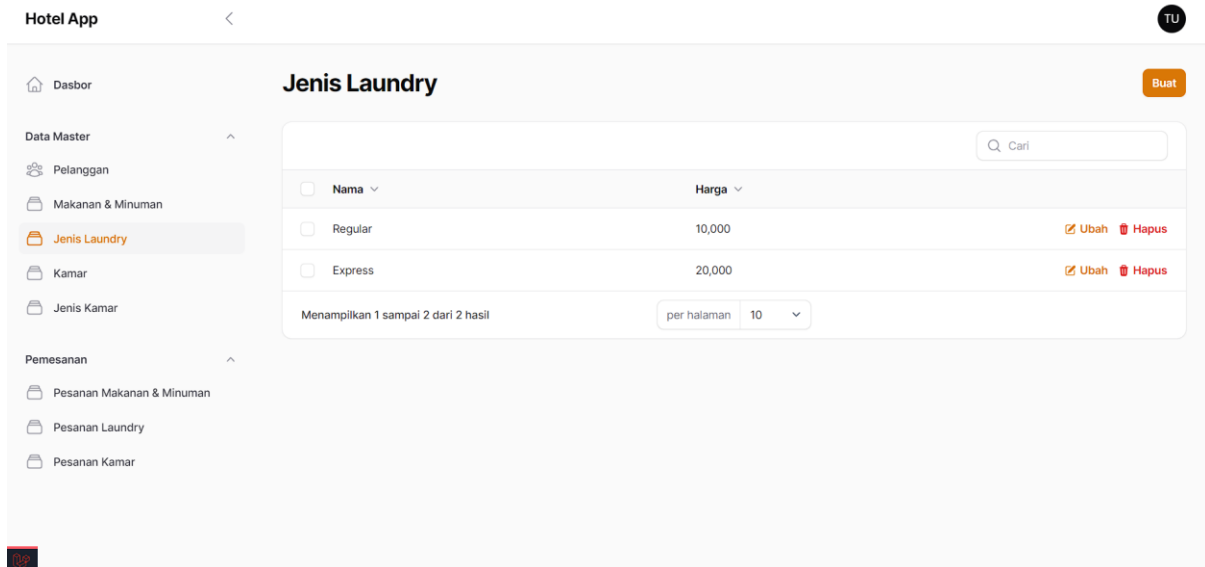 Hotel App
TU
Dasbor
Data Master
Pelanggan
Makanan & Minuman
Jenis Laundry
Kamar
Jenis Kamar
Pemesanan
Pesanan Makanan & Minuman
Pesanan Laundry
Pesanan Kamar
Jenis Laundry
Buat
Cari
Nama Harga
Regular 10,000 Ubah Hapus
Express 20,000 Ubah Hapus
Menampilkan 1 sampai 2 dari 2 hasil per halaman 10